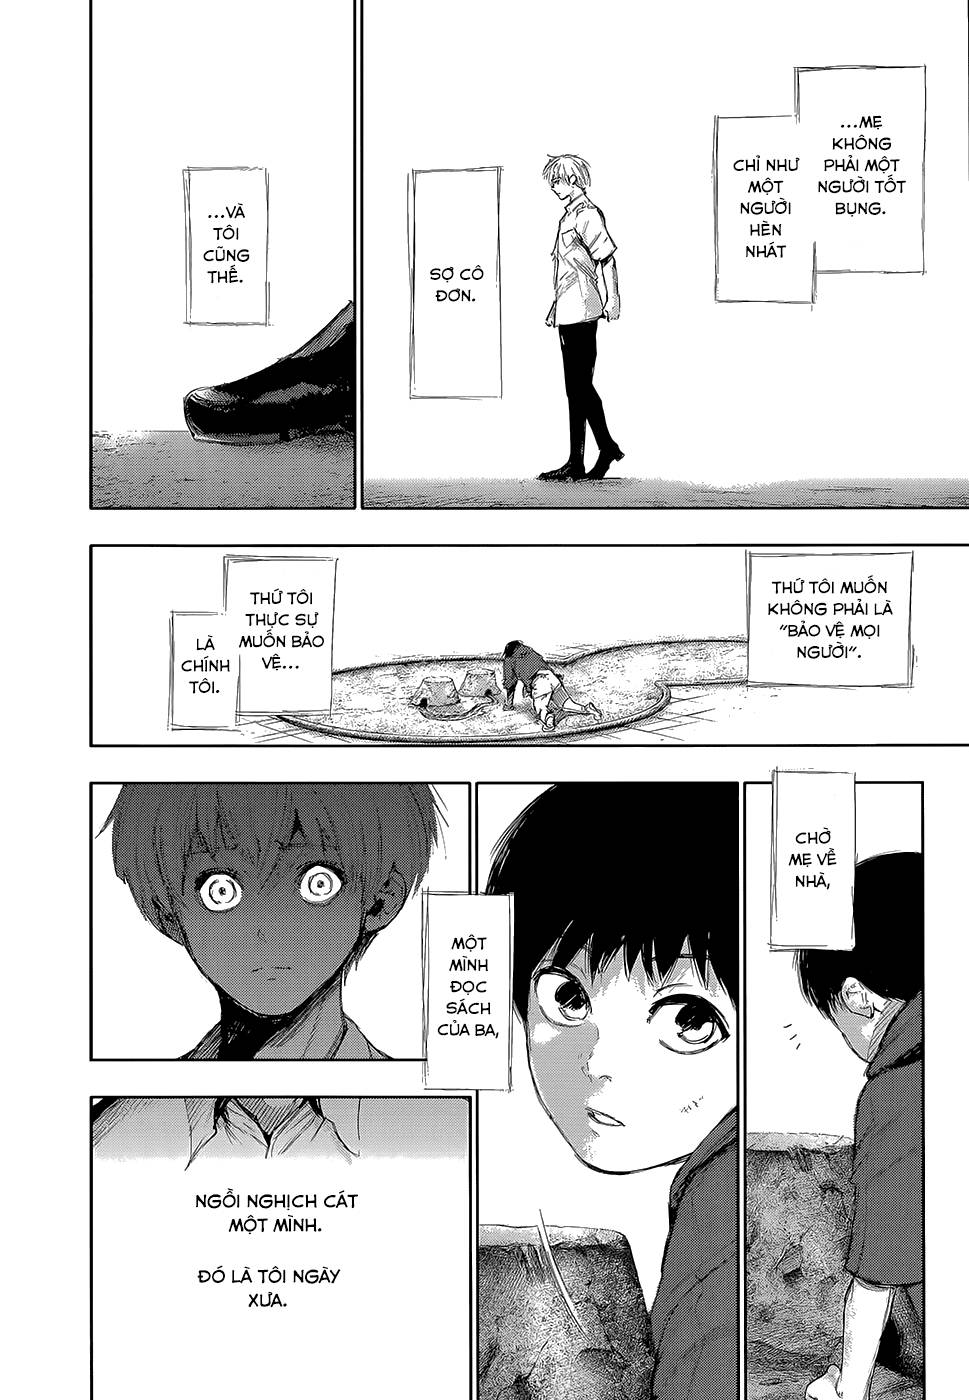 ...MẸ
KHÔNG
PHẢI MỘT
NGƯỜI TỐT
BỤNG.
CHỈ NHƯ
MỘT
NGƯỜI
HÈN
NHÁT
SỢ CÔ
ĐƠN.
...VÀ
TÔI
CŨNG
THẾ.
THỨ TÔI MUỐN
KHÔNG PHẢI LÀ
"BẢO VỆ MỌI
NGƯỜI".
THỨ TÔI
THỰC SỰ
MUỐN BẢO
VỆ...
LÀ
CHÍNH
TÔI.
CHỜ
MẸ VỀ
NHÀ,
MỘT
MÌNH
ĐỌC
SÁCH
CỦA BA,
NGỒI NGHỊCH CÁT
MỘT MÌNH.
ĐÓ LÀ TÔI NGÀY
XƯA.